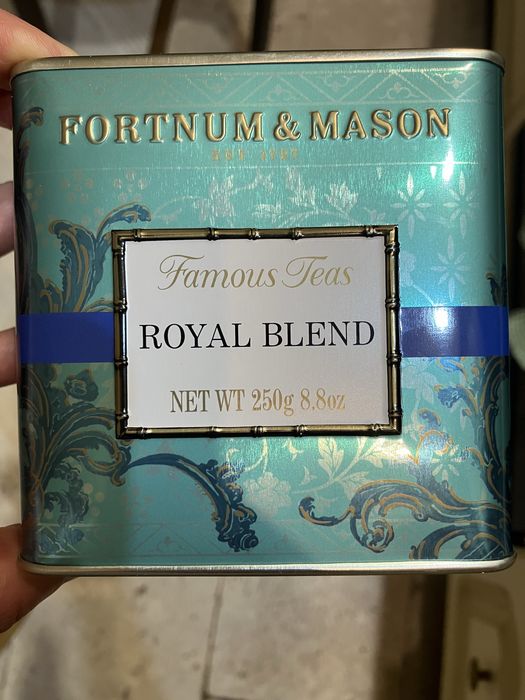 FORTNUM & MASON
EST 1707
Famous Teas
ROYAL BLEND
NET WT 250g 8.8oz